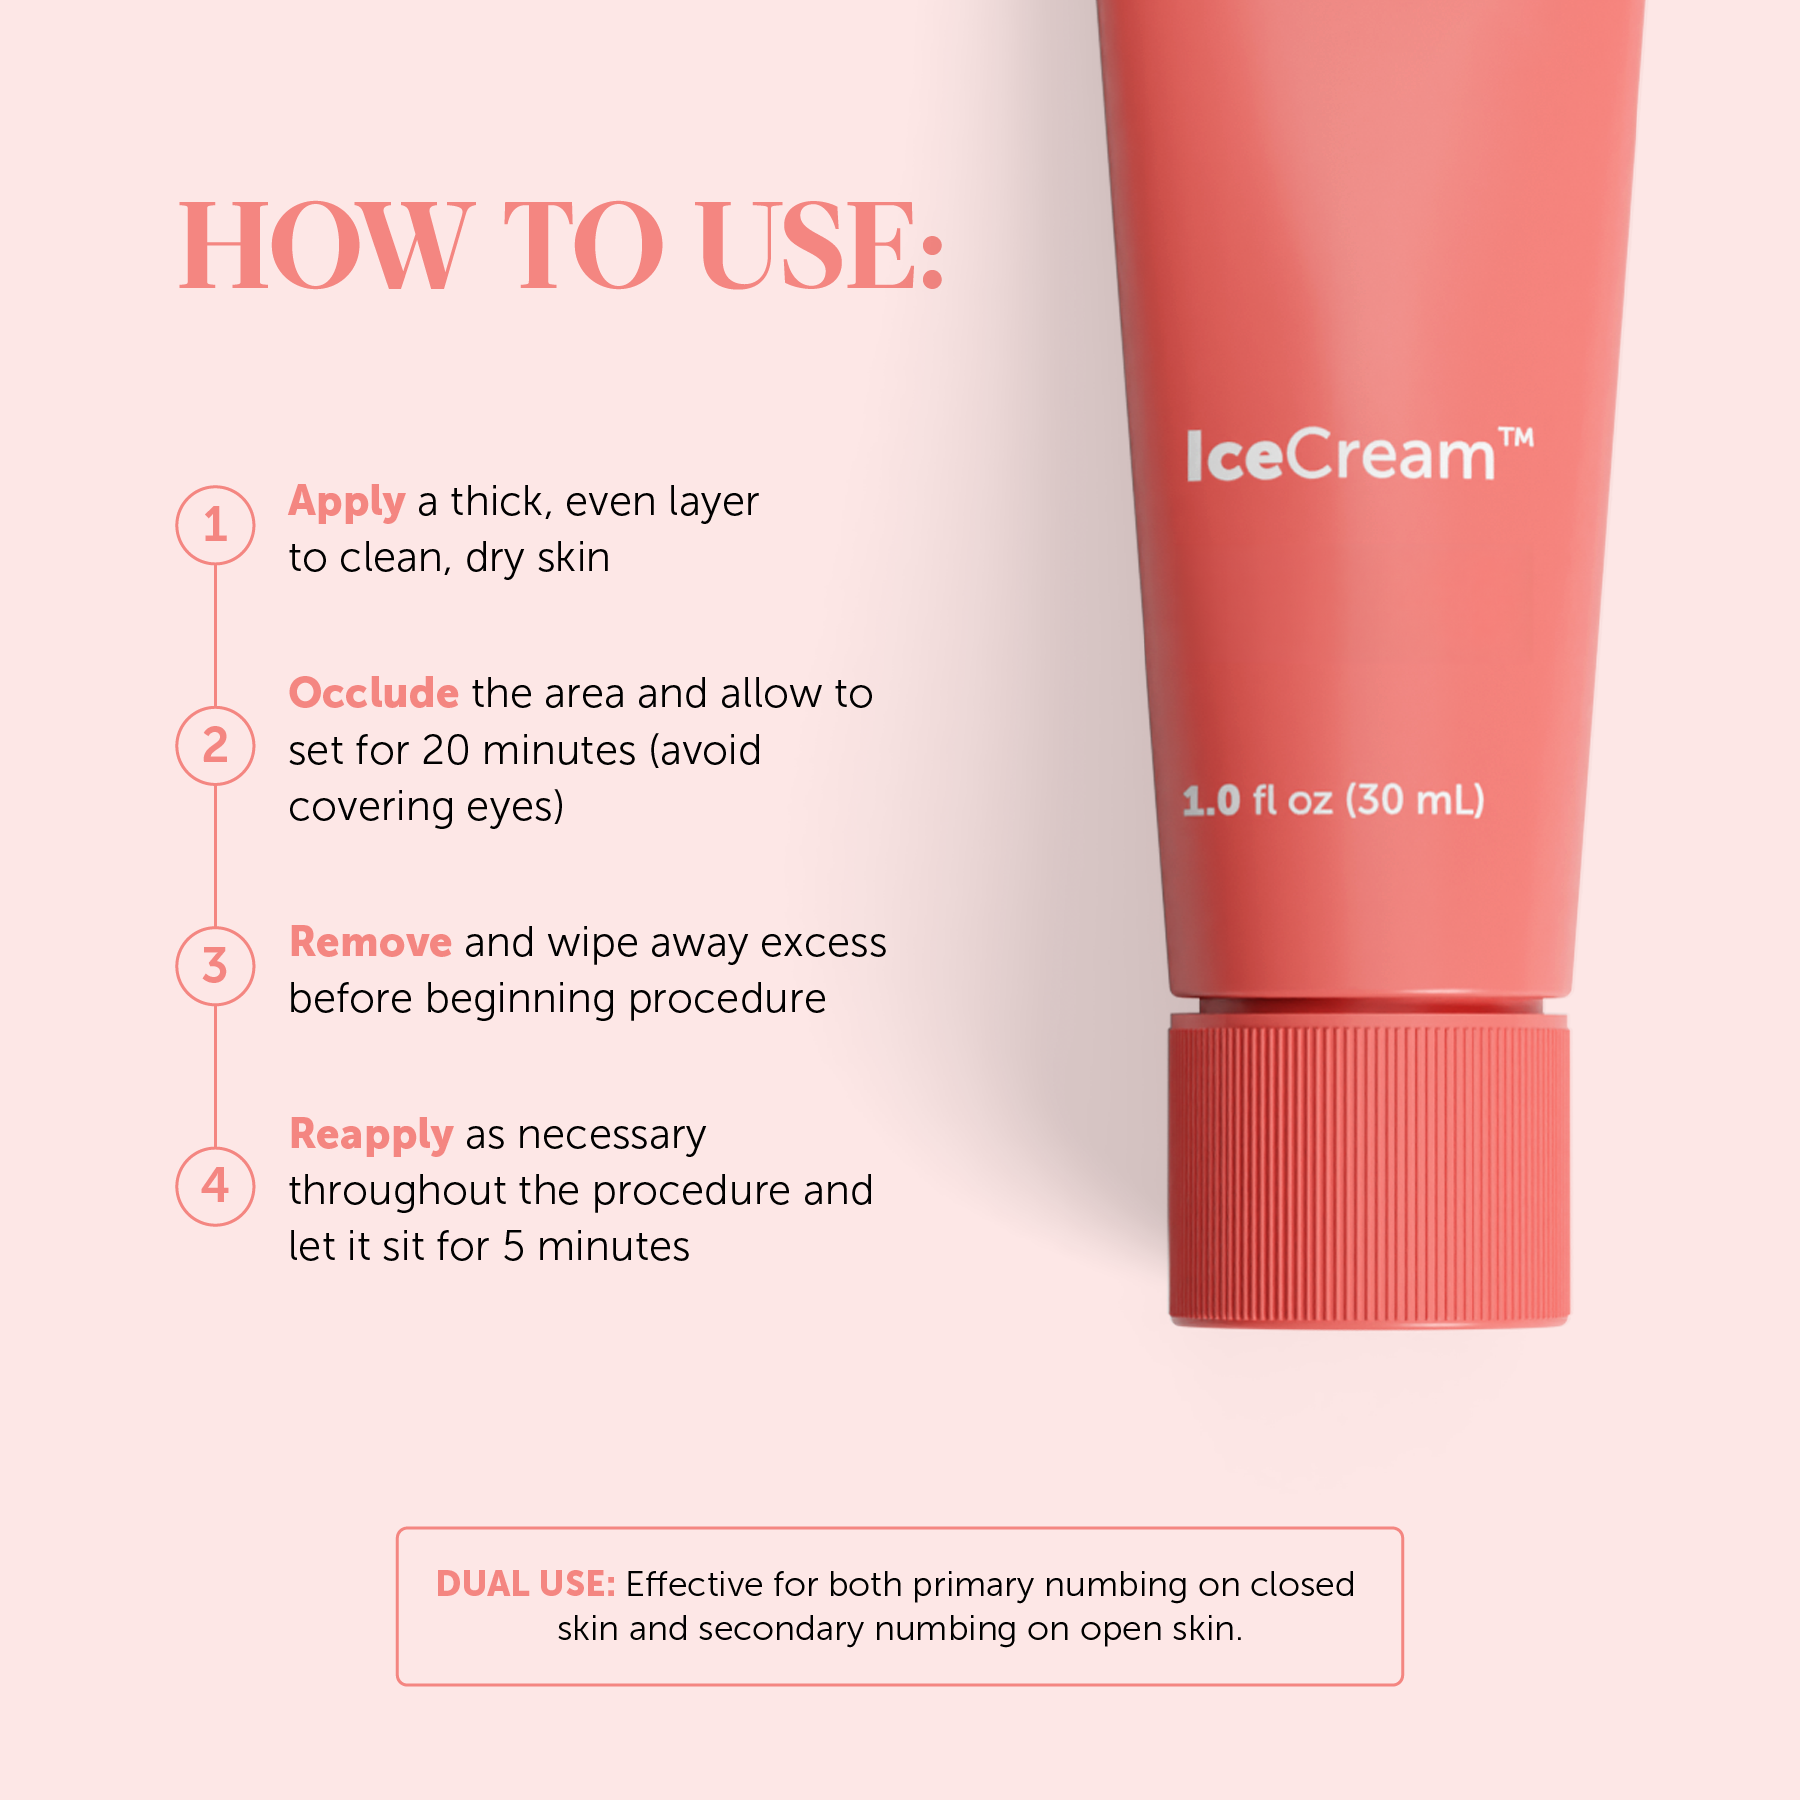 HOW TO USE:
1
Apply a thick, even layer
to clean, dry skin
2
Occlude the area and allow to
set for 20 minutes (avoid
covering eyes)
3
Remove and wipe away excess
before beginning procedure
4
Reapply as necessary
throughout the procedure and
let it sit for 5 minutes
IceCream™
1.0 fl oz (30 mL)
DUAL USE: Effective for both primary numbing on closed
skin and secondary numbing on open skin.